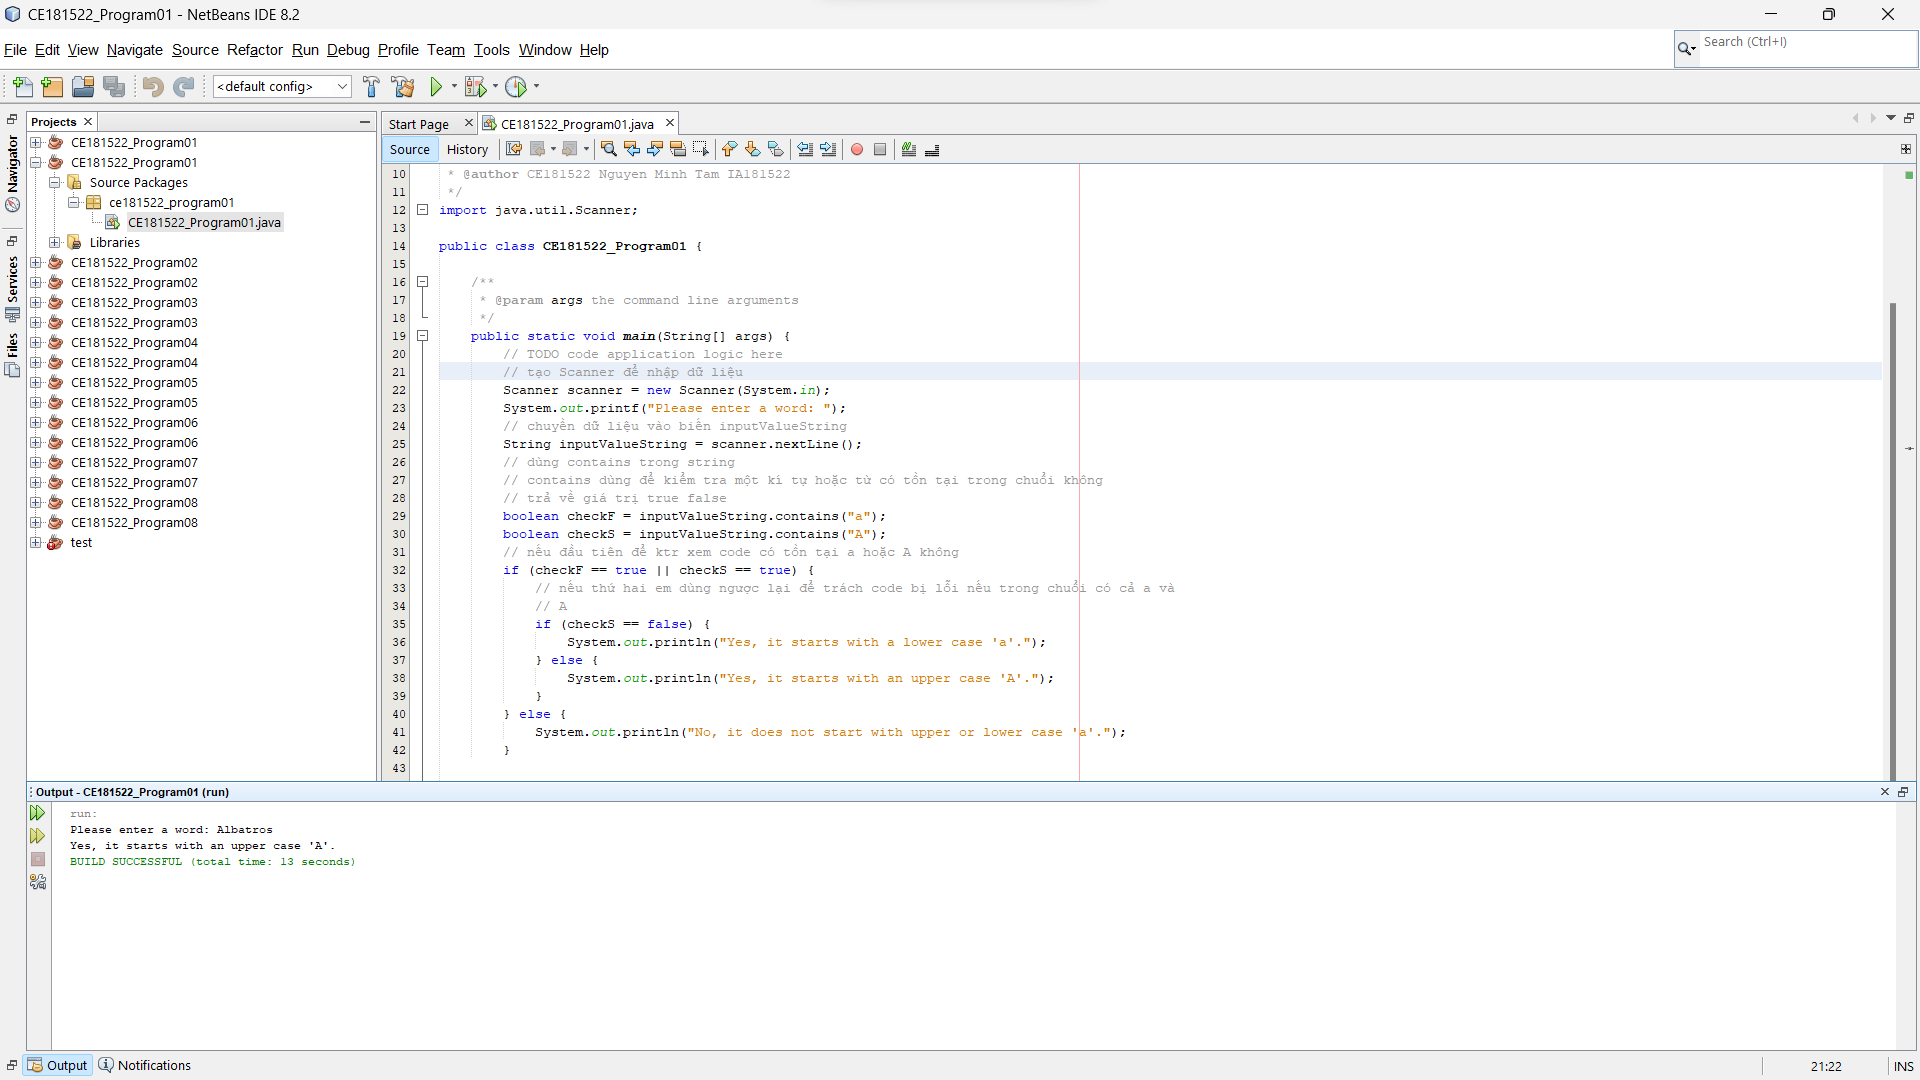 CE181522_Program01 - NetBeans IDE 8.2
File Edit View Navigate Source Refactor Run Debug Profile Team Tools Window Help
Search (Ctrl+I)
<default config>
Projects
Navigator
Services
Files
CE181522_Program01
CE181522_Program01
Source Packages
ce181522_program01
CE181522_Program01.java
Libraries
CE181522_Program02
CE181522_Program02
CE181522_Program03
CE181522_Program03
CE181522_Program04
CE181522_Program04
CE181522_Program05
CE181522_Program05
CE181522_Program06
CE181522_Program06
CE181522_Program07
CE181522_Program07
CE181522_Program08
CE181522_Program08
test
Start Page CE181522_Program01.java
Source History
10 * @author CE181522 Nguyen Minh Tam IA181522
11 */
12 import java.util.Scanner;
13
14 public class CE181522_Program01 {
15
16 /**
17 * @param args the command line arguments
18 */
19 public static void main(String[] args) {
20 // TODO code application logic here
21 // tạo Scanner để nhập dữ liệu
22 Scanner scanner = new Scanner(System.in);
23 System.out.printf("Please enter a word: ");
24 // chuyền dữ liệu vào biến inputValueString
25 String inputValueString = scanner.nextLine();
26 // dùng contains trong string
27 // contains dùng để kiểm tra một kí tự hoặc từ có tồn tại trong chuỗi không
28 // trả về giá trị true false
29 boolean checkF = inputValueString.contains("a");
30 boolean checkS = inputValueString.contains("A");
31 // nếu đầu tiên để ktr xem code có tồn tại a hoặc A không
32 if (checkF == true || checkS == true) {
33 // nếu thứ hai em dùng ngược lại để trách code bị lỗi nếu trong chuỗi có cả a và
34 // A
35 if (checkS == false) {
36 System.out.println("Yes, it starts with a lower case 'a'.");
37 } else {
38 System.out.println("Yes, it starts with an upper case 'A'.");
39 }
40 } else {
41 System.out.println("No, it does not start with upper or lower case 'a'.");
42 }
43
Output - CE181522_Program01 (run)
run:
Please enter a word: Albatros
Yes, it starts with an upper case 'A'.
BUILD SUCCESSFUL (total time: 13 seconds)
Output Notifications
21:22 INS